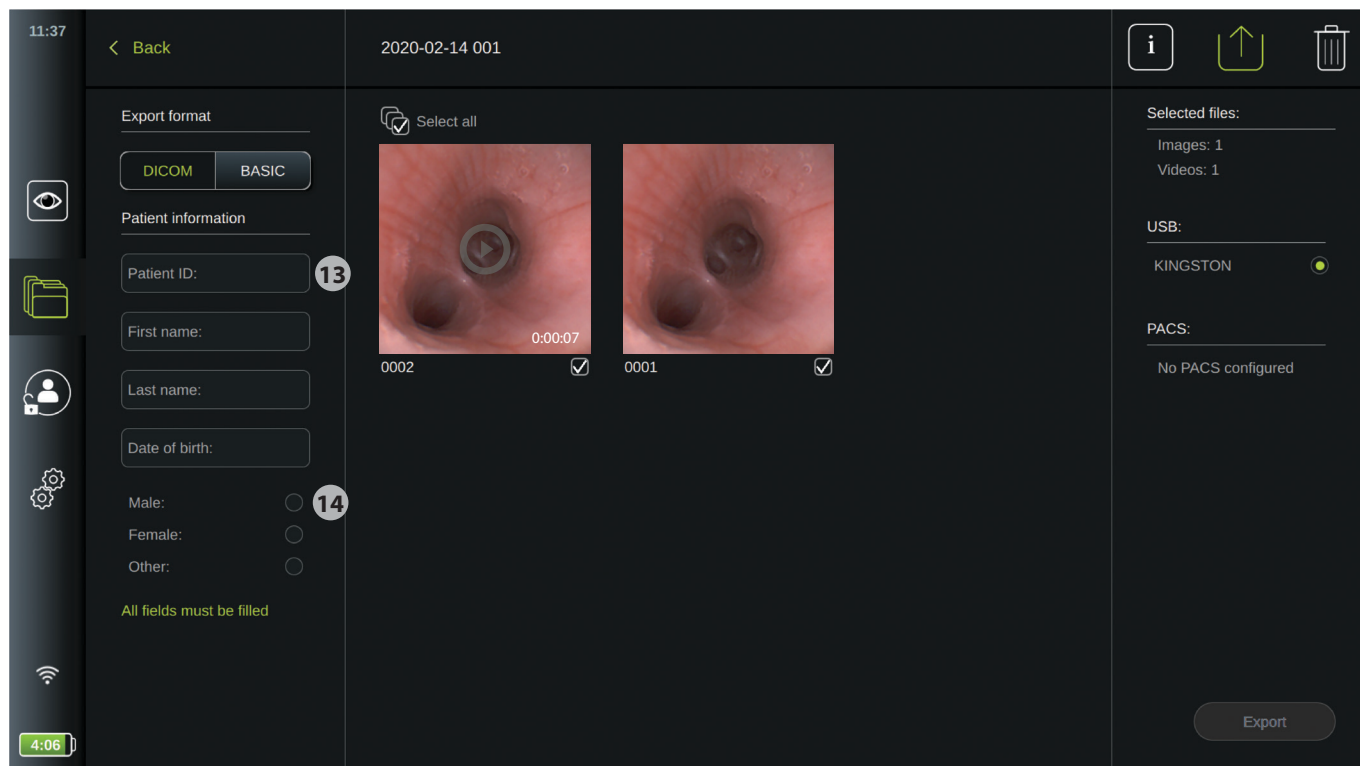 11:37
Back
2020-02-14 001
i
Export format
DICOM BASIC
Patient information
Patient ID:
13
First name:
Last name:
Date of birth:
Male:
14
Female:
Other:
All fields must be filled
4:06
Select all
0:00:07
0002
0001
Selected files:
Images: 1
Videos: 1
USB:
KINGSTON
PACS:
No PACS configured
Export